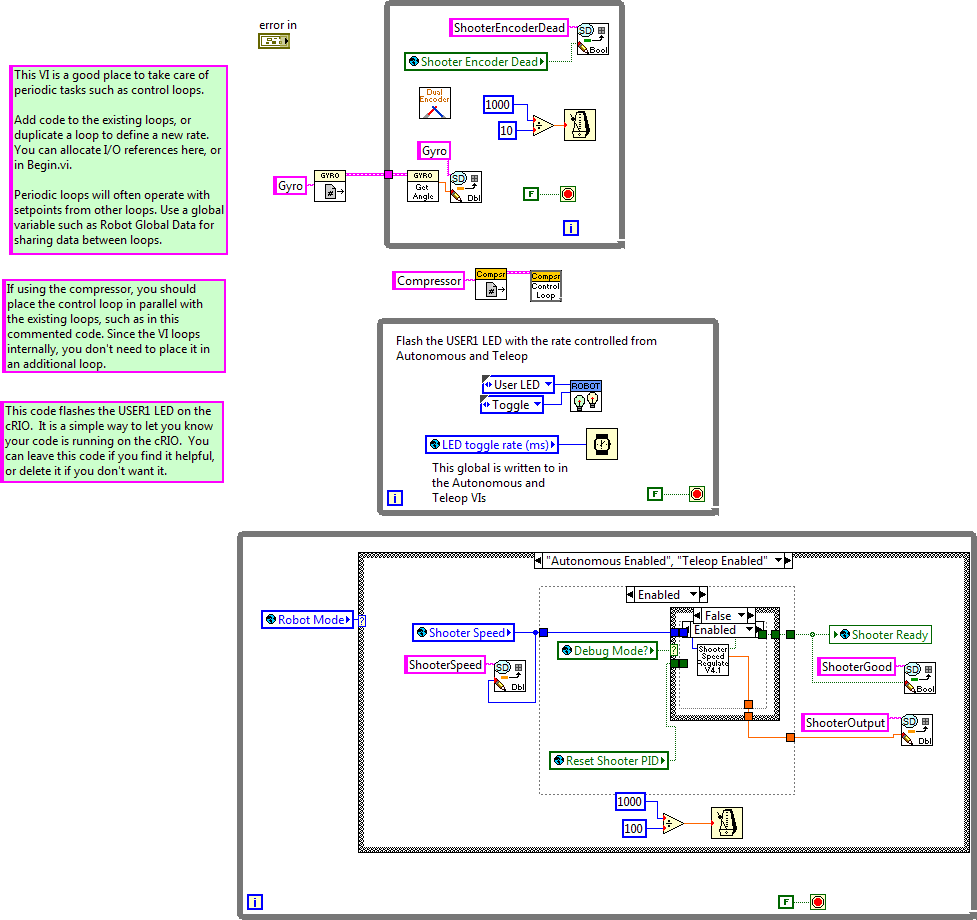 error in
This VI is a good place to take care of
periodic tasks such as control loops.
Add code to the existing loops, or
duplicate a loop to define a new rate.
You can allocate I/O references here, or
in Begin.vi.
Periodic loops will often operate with
setpoints from other loops. Use a global
variable such as Robot Global Data for
sharing data between loops.
ShooterEncoderDead
SD
Bool
Shooter Encoder Dead
Dual
Encoder
1000
10
÷
Gyro
Gyro
GYRO
#
GYRO
Get
Angle
SD
Dbl
F
i
If using the compressor, you should
place the control loop in parallel with
the existing loops, such as in this
commented code. Since the VI loops
internally, you don't need to place it in
an additional loop.
Compressor
Compsr
#
Compsr
Control
Loop
This code flashes the USER1 LED on the
cRIO.  It is a simple way to let you know
your code is running on the cRIO.  You
can leave this code if you find it helpful,
or delete it if you don't want it.
Flash the USER1 LED with the rate controlled from
Autonomous and Teleop
User LED
Toggle
ROBOT
LED toggle rate (ms)
This global is written to in
the Autonomous and
Teleop VIs
i
F
"Autonomous Enabled", "Teleop Enabled"
Robot Mode
?
Enabled
False
Enabled
Shooter Speed
ShooterSpeed
SD
Dbl
Debug Mode?
?
Shooter
Speed
Regulate
V4.1
Shooter Ready
ShooterGood
SD
Bool
ShooterOutput
SD
Dbl
Reset Shooter PID
1000
100
÷
i
F